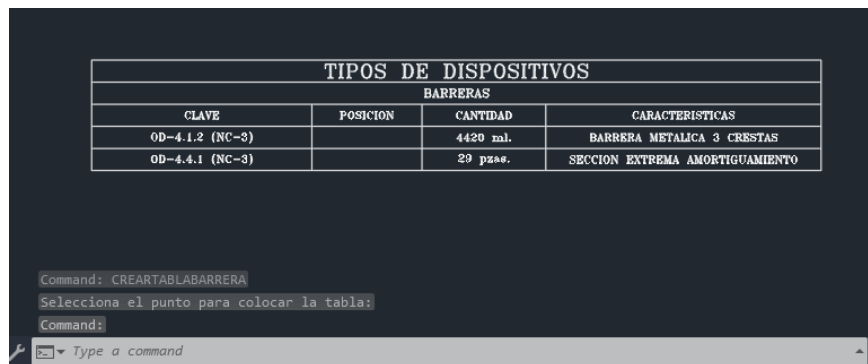 TIPOS DE DISPOSITIVOS
BARRERAS
CLAVE POSICION CANTIDAD CARACTERISTICAS
OD-4.1.2 (NC-3) 4420 ml. BARRERA METALICA 3 CRESTAS
OD-4.4.1 (NC-3) 29 pzas. SECCION EXTREMA AMORTIGUAMIENTO
Command: CREARTABLABARRERA
Selecciona el punto para colocar la tabla:
Command:
Type a command